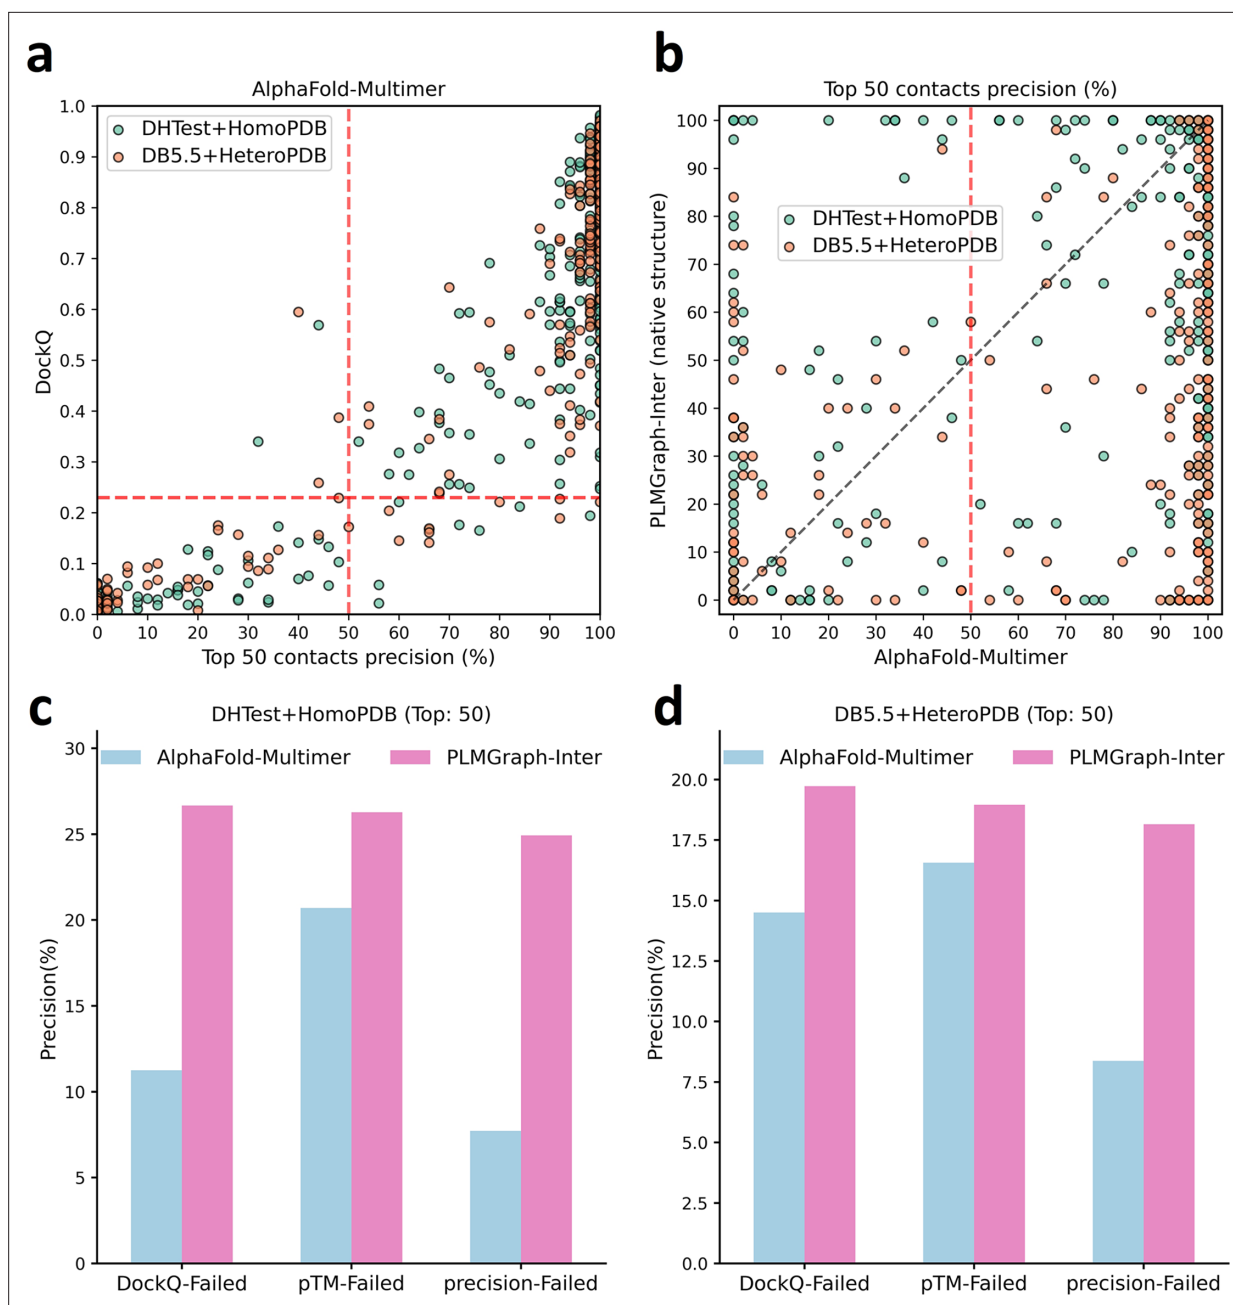 a
AlphaFold-Multimer
1.0
0.9
0.8
0.7
0.6
0.5
0.4
0.3
0.2
0.1
0.0
DockQ
DHTest+HomoPDB
DB5.5+HeteroPDB
0 10 20 30 40 50 60 70 80 90 100
Top 50 contacts precision (%)
b
Top 50 contacts precision (%)
100
90
80
70
60
50
40
30
20
10
0
PLMGraph-Inter (native structure)
DHTest+HomoPDB
DB5.5+HeteroPDB
0 10 20 30 40 50 60 70 80 90 100
AlphaFold-Multimer
c
DHTest+HomoPDB (Top: 50)
AlphaFold-Multimer PLMGraph-Inter
30
25
20
15
10
5
0
Precision(%)
DockQ-Failed pTM-Failed precision-Failed
d
DB5.5+HeteroPDB (Top: 50)
AlphaFold-Multimer PLMGraph-Inter
20.0
17.5
15.0
12.5
10.0
7.5
5.0
2.5
0.0
Precision(%)
DockQ-Failed pTM-Failed precision-Failed